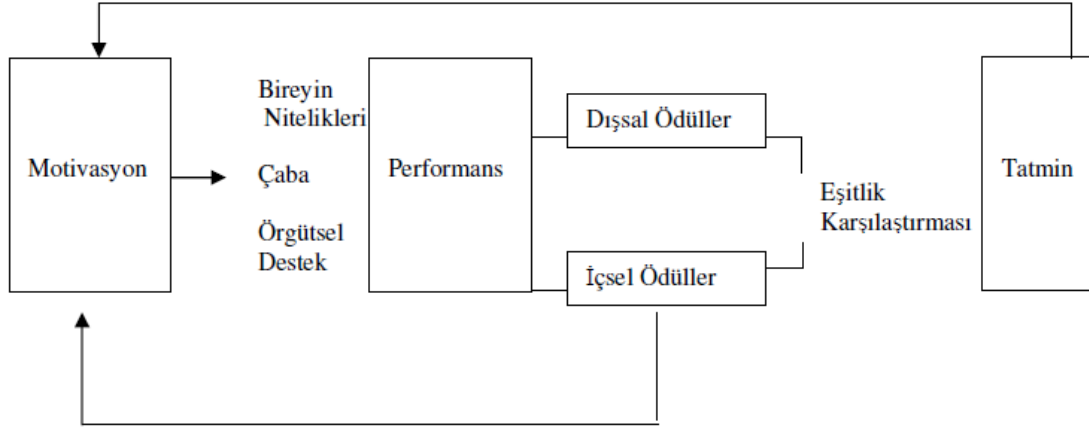 Motivasyon
Bireyin
Nitelikleri
Çaba
Örgütsel
Destek
Performans
Dışsal Ödüller
İçsel Ödüller
Eşitlik
Karşılaştırması
Tatmin